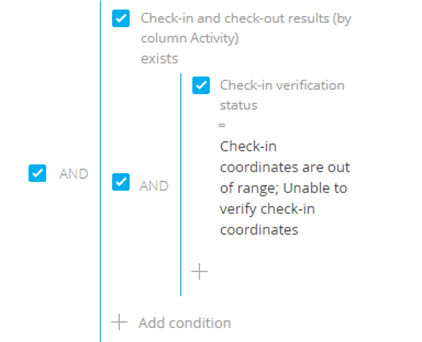 Check-in and check-out results (by
column Activity)
exists
Check-in verification
status
=
Check-in
coordinates are out
of range; Unable to
verify check-in
coordinates
AND
AND
Add condition